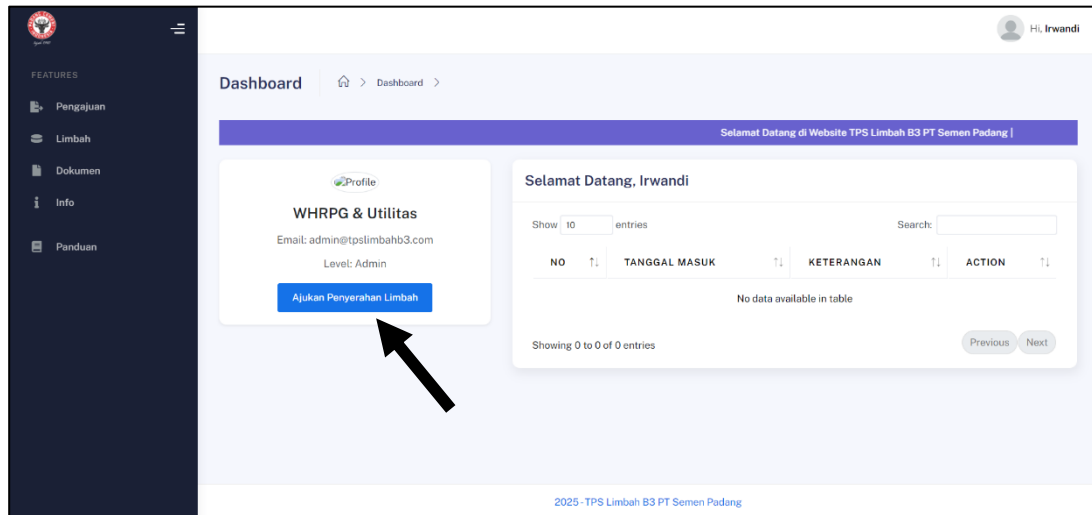 Hi, Irwandi
FEATURES
Pengajuan
Limbah
Dokumen
Info
Panduan
Dashboard
> Dashboard >
Selamat Datang di Website TPS Limbah B3 PT Semen Padang |
Profile
WHRPG & Utilitas
Email: admin@tpslimbahb3.com
Level: Admin
Ajukan Penyerahan Limbah
Selamat Datang, Irwandi
Show 10 entries Search:
NO TANGGAL MASUK KETERANGAN ACTION
No data available in table
Showing 0 to 0 of 0 entries
Previous Next
2025 - TPS Limbah B3 PT Semen Padang